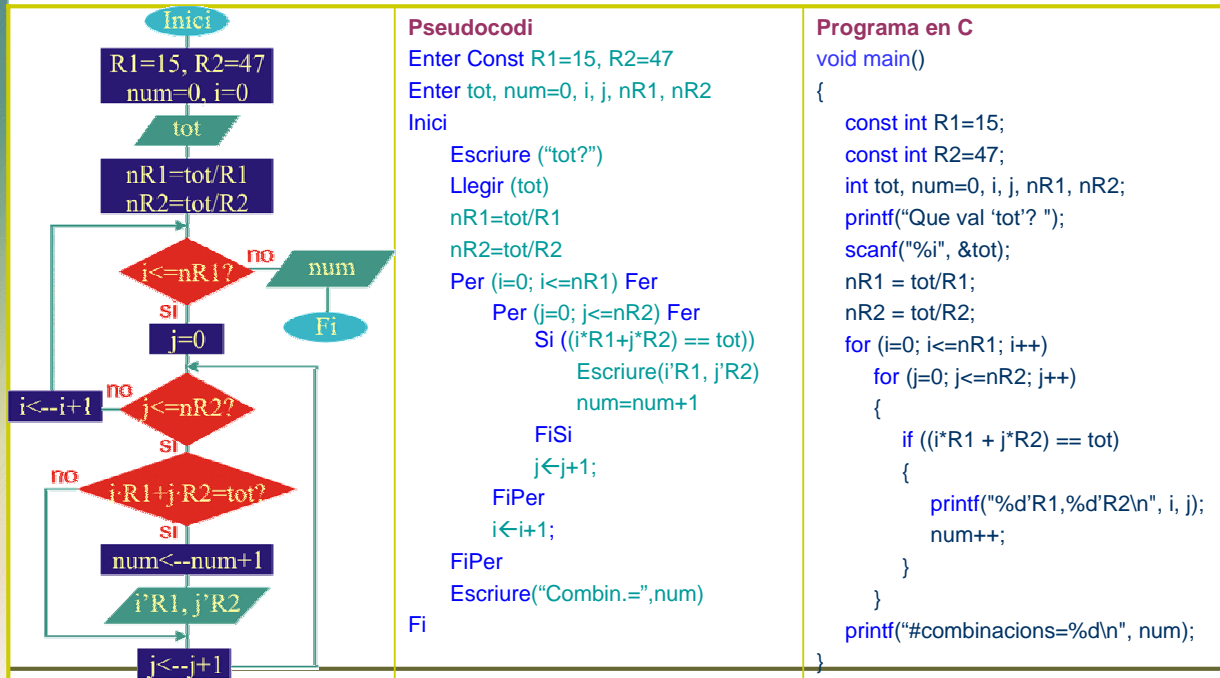 Inici
R1=15, R2=47
num=0, i=0
tot
nR1=tot/R1
nR2=tot/R2
i<=nR1?
no
num
si
Fi
j=0
no
i<--i+1
j<=nR2?
si
no
i·R1+j·R2=tot?
si
num<--num+1
i’R1, j’R2
j<--j+1
Pseudocodi
Enter Const R1=15, R2=47
Enter tot, num=0, i, j, nR1, nR2
Inici
Escriure (“tot?”)
Llegir (tot)
nR1=tot/R1
nR2=tot/R2
Per (i=0; i<=nR1) Fer
Per (j=0; j<=nR2) Fer
Si ((i*R1+j*R2) == tot))
Escriure(i’R1, j’R2)
num=num+1
FiSi
j←j+1;
FiPer
i←i+1;
FiPer
Escriure(“Combin.=”,num)
Fi
Programa en C
void main()
{
const int R1=15;
const int R2=47;
int tot, num=0, i, j, nR1, nR2;
printf(“Que val ‘tot’? ");
scanf("%i", &tot);
nR1 = tot/R1;
nR2 = tot/R2;
for (i=0; i<=nR1; i++)
for (j=0; j<=nR2; j++)
{
if ((i*R1 + j*R2) == tot)
{
printf("%d’R1,%d’R2\n", i, j);
num++;
}
}
printf(“#combinacions=%d\n", num);
}